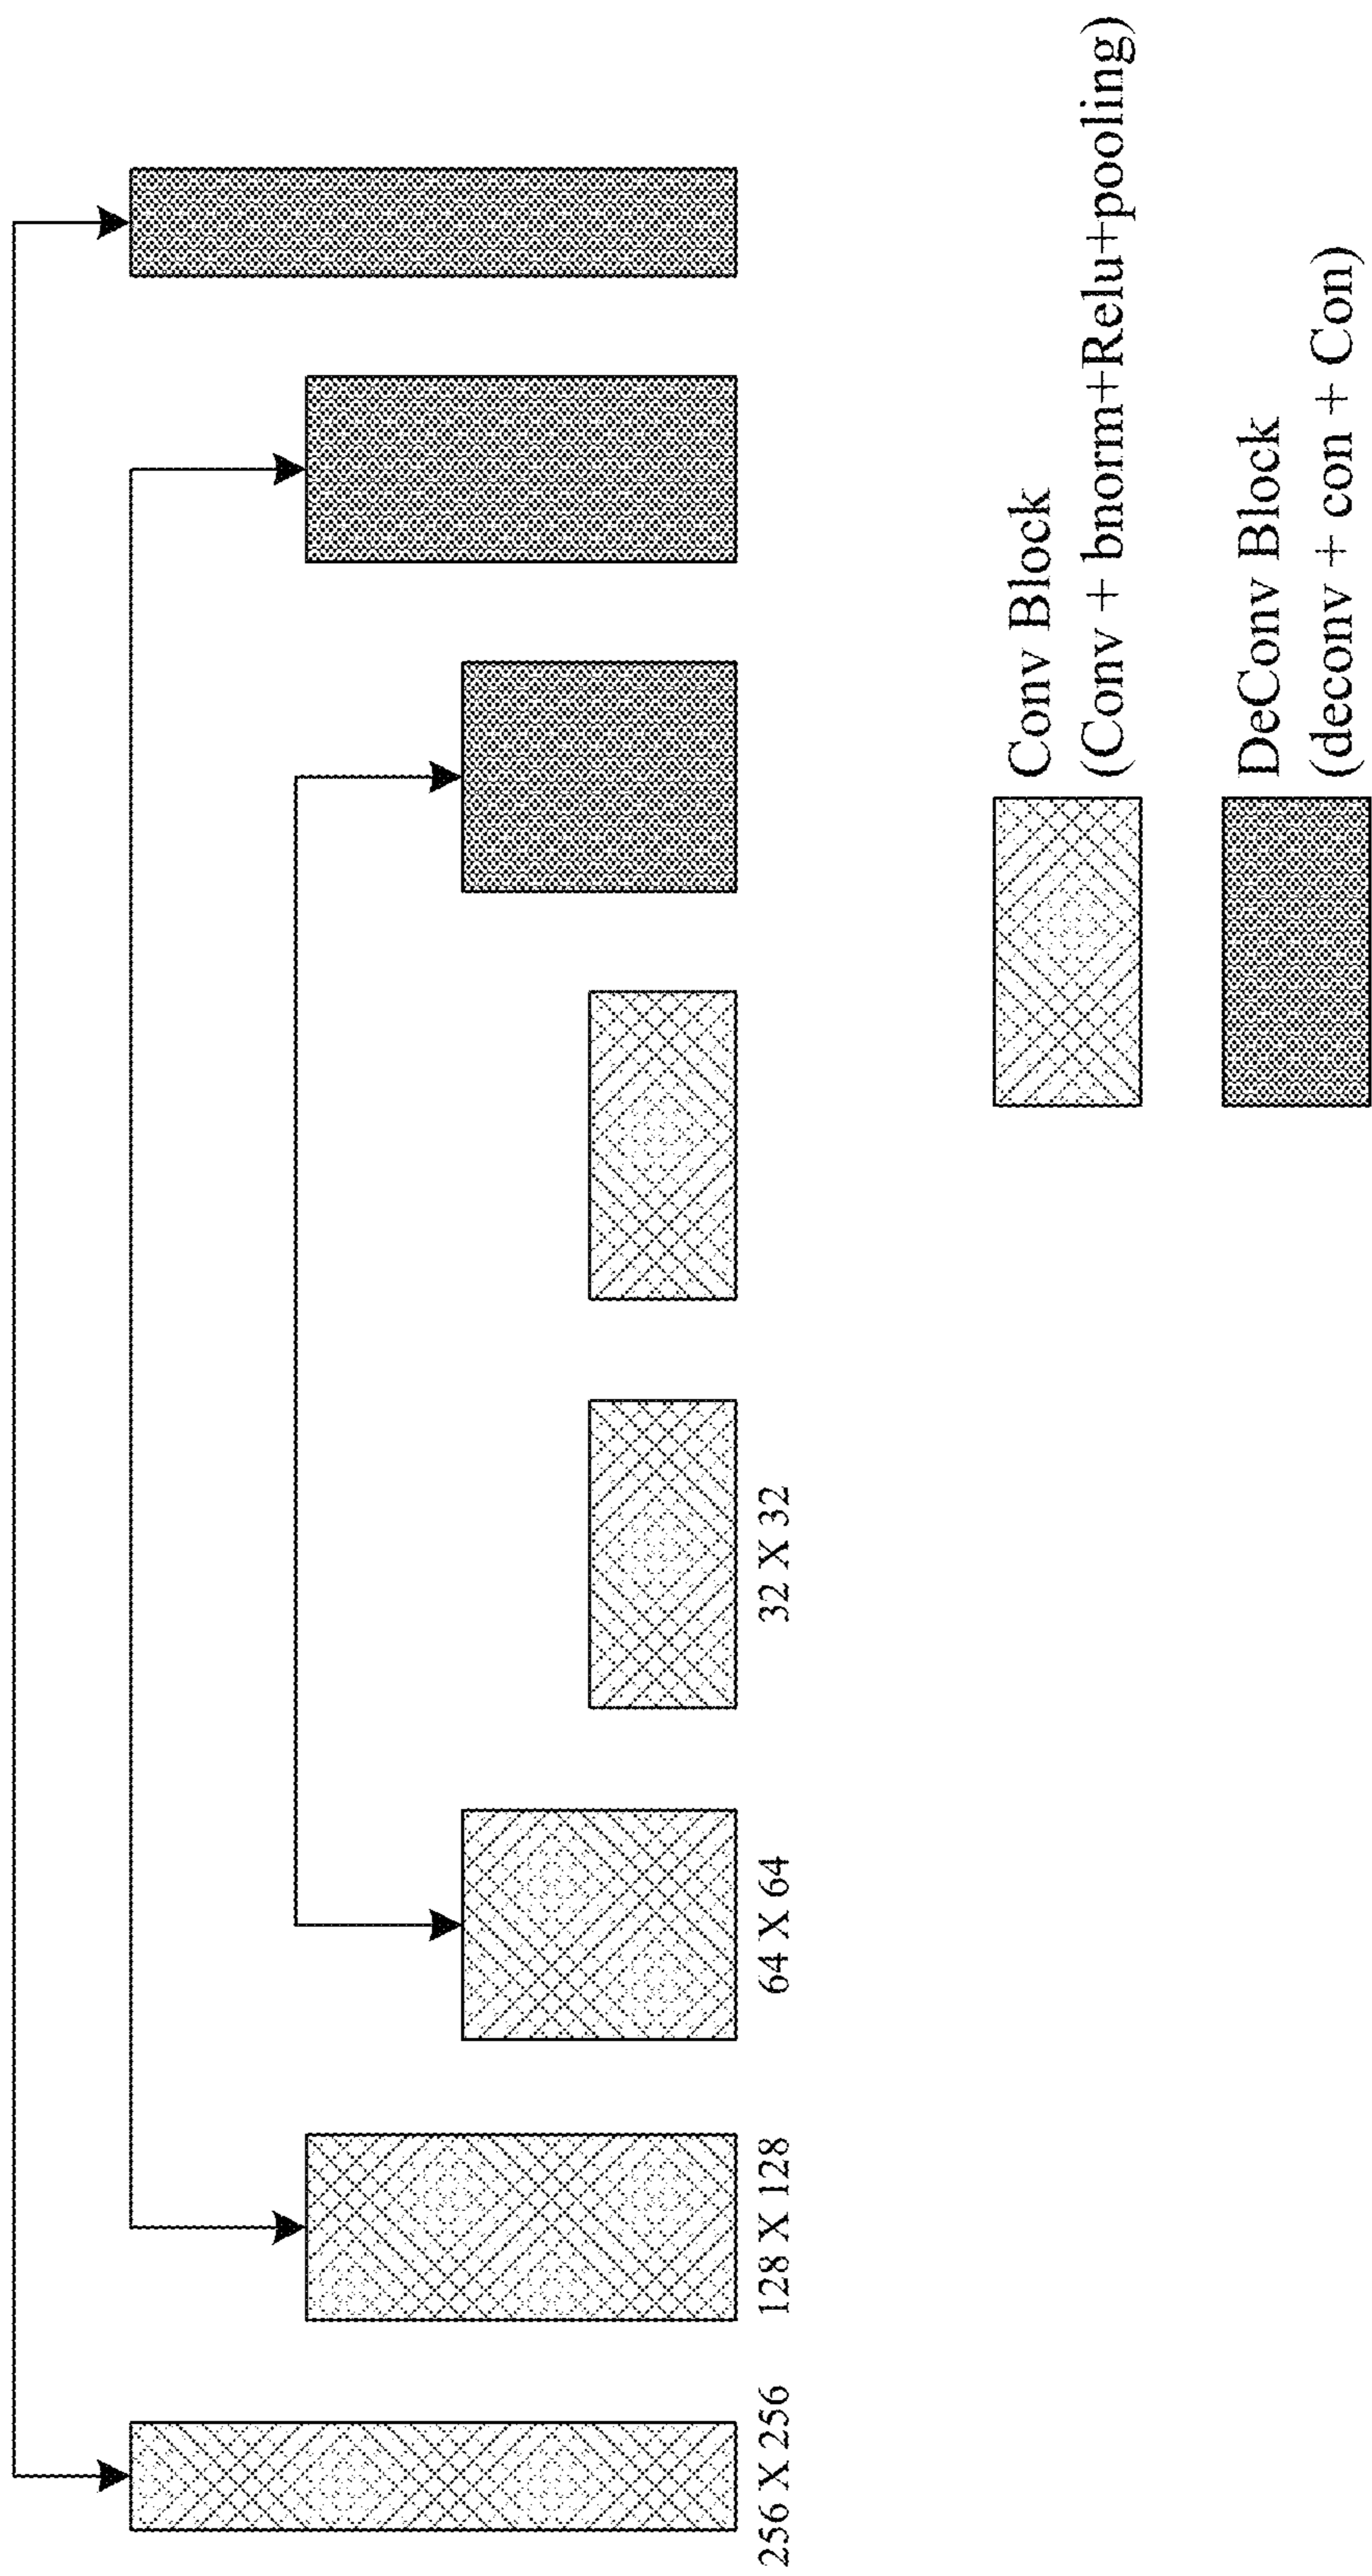 256 X 256
128 X 128
64 X 64
32 X 32
Conv Block
(Conv + bnorm+Relu+pooling)
DeConv Block
(deconv + con + Con)